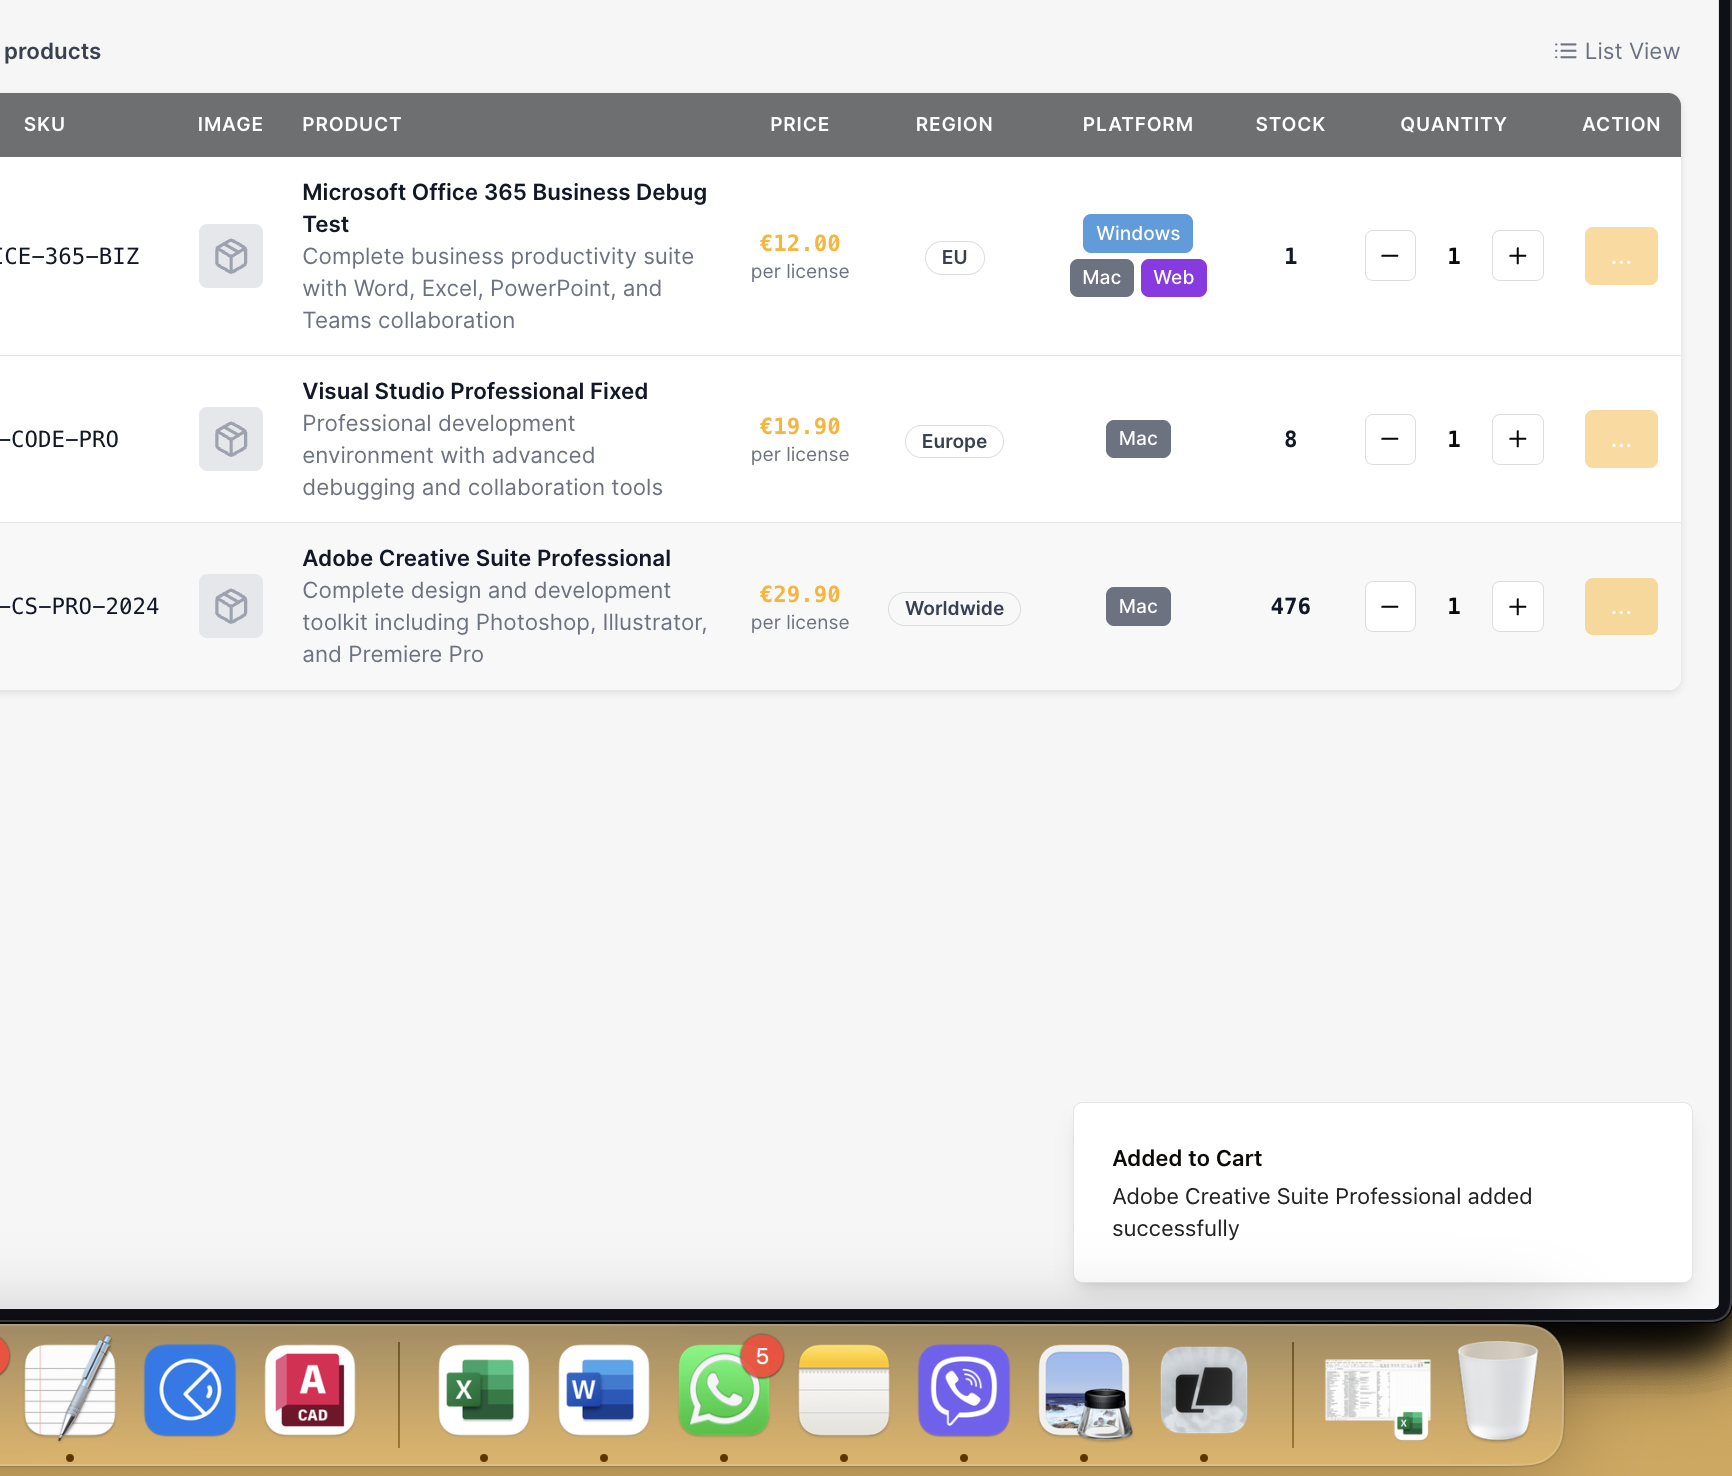 products
List View
SKU IMAGE PRODUCT PRICE REGION PLATFORM STOCK QUANTITY ACTION
Microsoft Office 365 Business Debug
Test
Complete business productivity suite
with Word, Excel, PowerPoint, and
Teams collaboration
ICE-365-BIZ
€12.00
per license
EU
Windows
Mac Web
1
− 1 +
...
Visual Studio Professional Fixed
Professional development
environment with advanced
debugging and collaboration tools
-CODE-PRO
€19.90
per license
Europe
Mac
8
− 1 +
...
Adobe Creative Suite Professional
Complete design and development
toolkit including Photoshop, Illustrator,
and Premiere Pro
-CS-PRO-2024
€29.90
per license
Worldwide
Mac
476
− 1 +
...
Added to Cart
Adobe Creative Suite Professional added
successfully
A
CAD
X
W
5
X